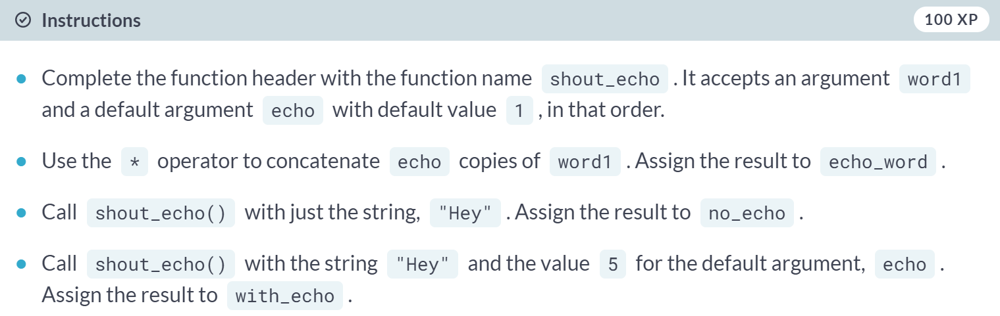 Instructions
100 XP
Complete the function header with the function name shout_echo . It accepts an argument word1
and a default argument echo with default value 1 , in that order.
Use the * operator to concatenate echo copies of word1 . Assign the result to echo_word .
Call shout_echo() with just the string, "Hey" . Assign the result to no_echo .
Call shout_echo() with the string "Hey" and the value 5 for the default argument, echo .
Assign the result to with_echo .